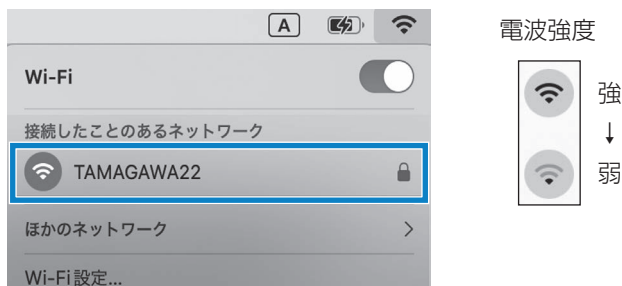 A
Wi-Fi
接続したことのあるネットワーク
TAMAGAWA22
ほかのネットワーク
Wi-Fi設定...
電波強度
強
↓
弱